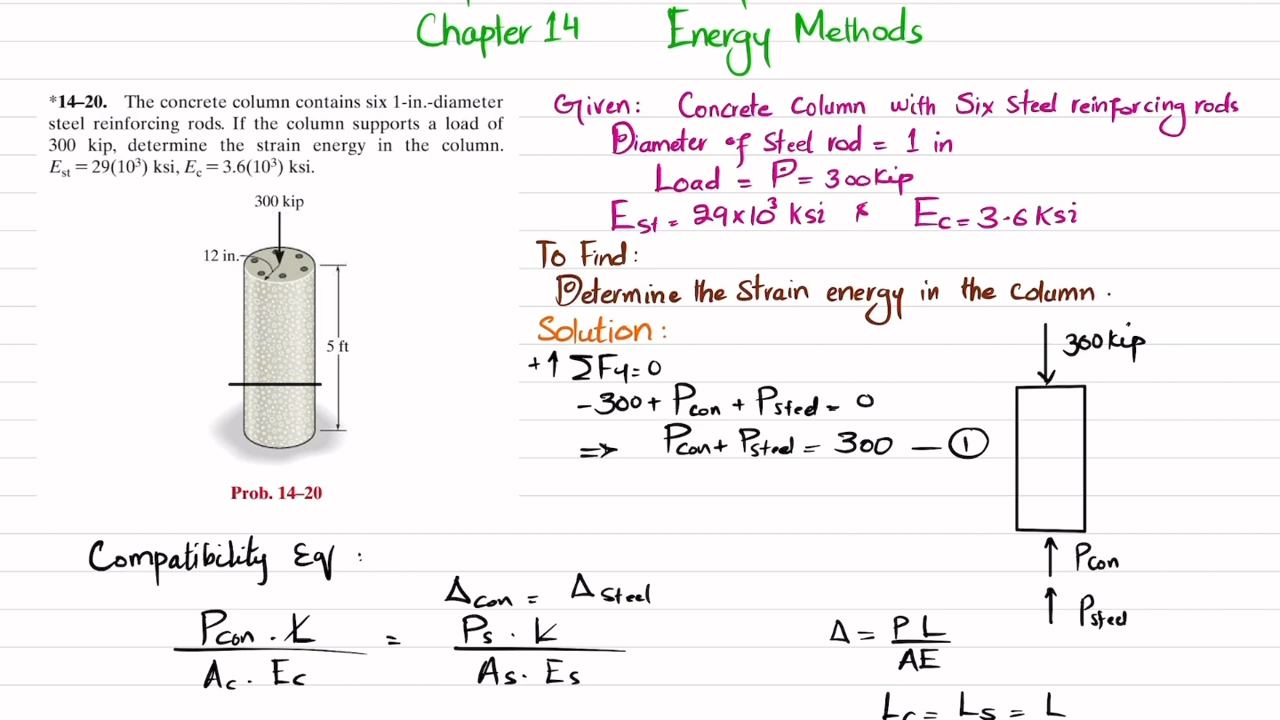 Chapter 14 Energy Methods
*14–20. The concrete column contains six 1-in.-diameter
steel reinforcing rods. If the column supports a load of
300 kip, determine the strain energy in the column.
Est = 29(10³) ksi, Ec = 3.6(10³) ksi.
300 kip
12 in.
5 ft
Prob. 14–20
Given: Concrete Column with Six Steel reinforcing rods
Diameter of Steel rod = 1 in
Load = P = 300 kip
Est = 29×10³ Ksi & Ec = 3.6 Ksi
To Find:
Determine the Strain energy in the column.
Solution:
+↑ ΣFy = 0
-300 + Pcon + Psteel = 0
=> Pcon + Psteel = 300 — ①
300 kip
Pcon
Psteel
Compatibility Eq :
Δcon = Δsteel
Pcon . L / Ac . Ec = Ps . L / As . Es
Δ = PL / AE
Lc = Ls = L